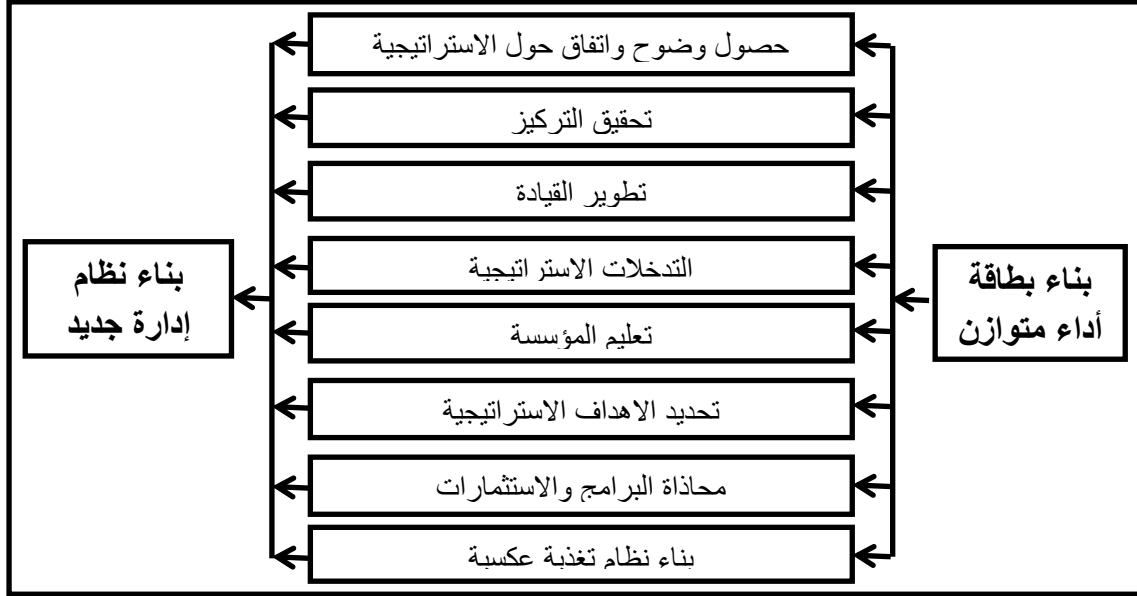 بناء بطاقة
أداء متوازن
حصول وضوح واتفاق حول الاستراتيجية
تحقيق التركيز
تطوير القيادة
التدخلات الاستراتيجية
تعليم المؤسسة
تحديد الاهداف الاستراتيجية
محاذاة البرامج والاستثمارات
بناء نظام تغذية عكسية
بناء نظام
إدارة جديد